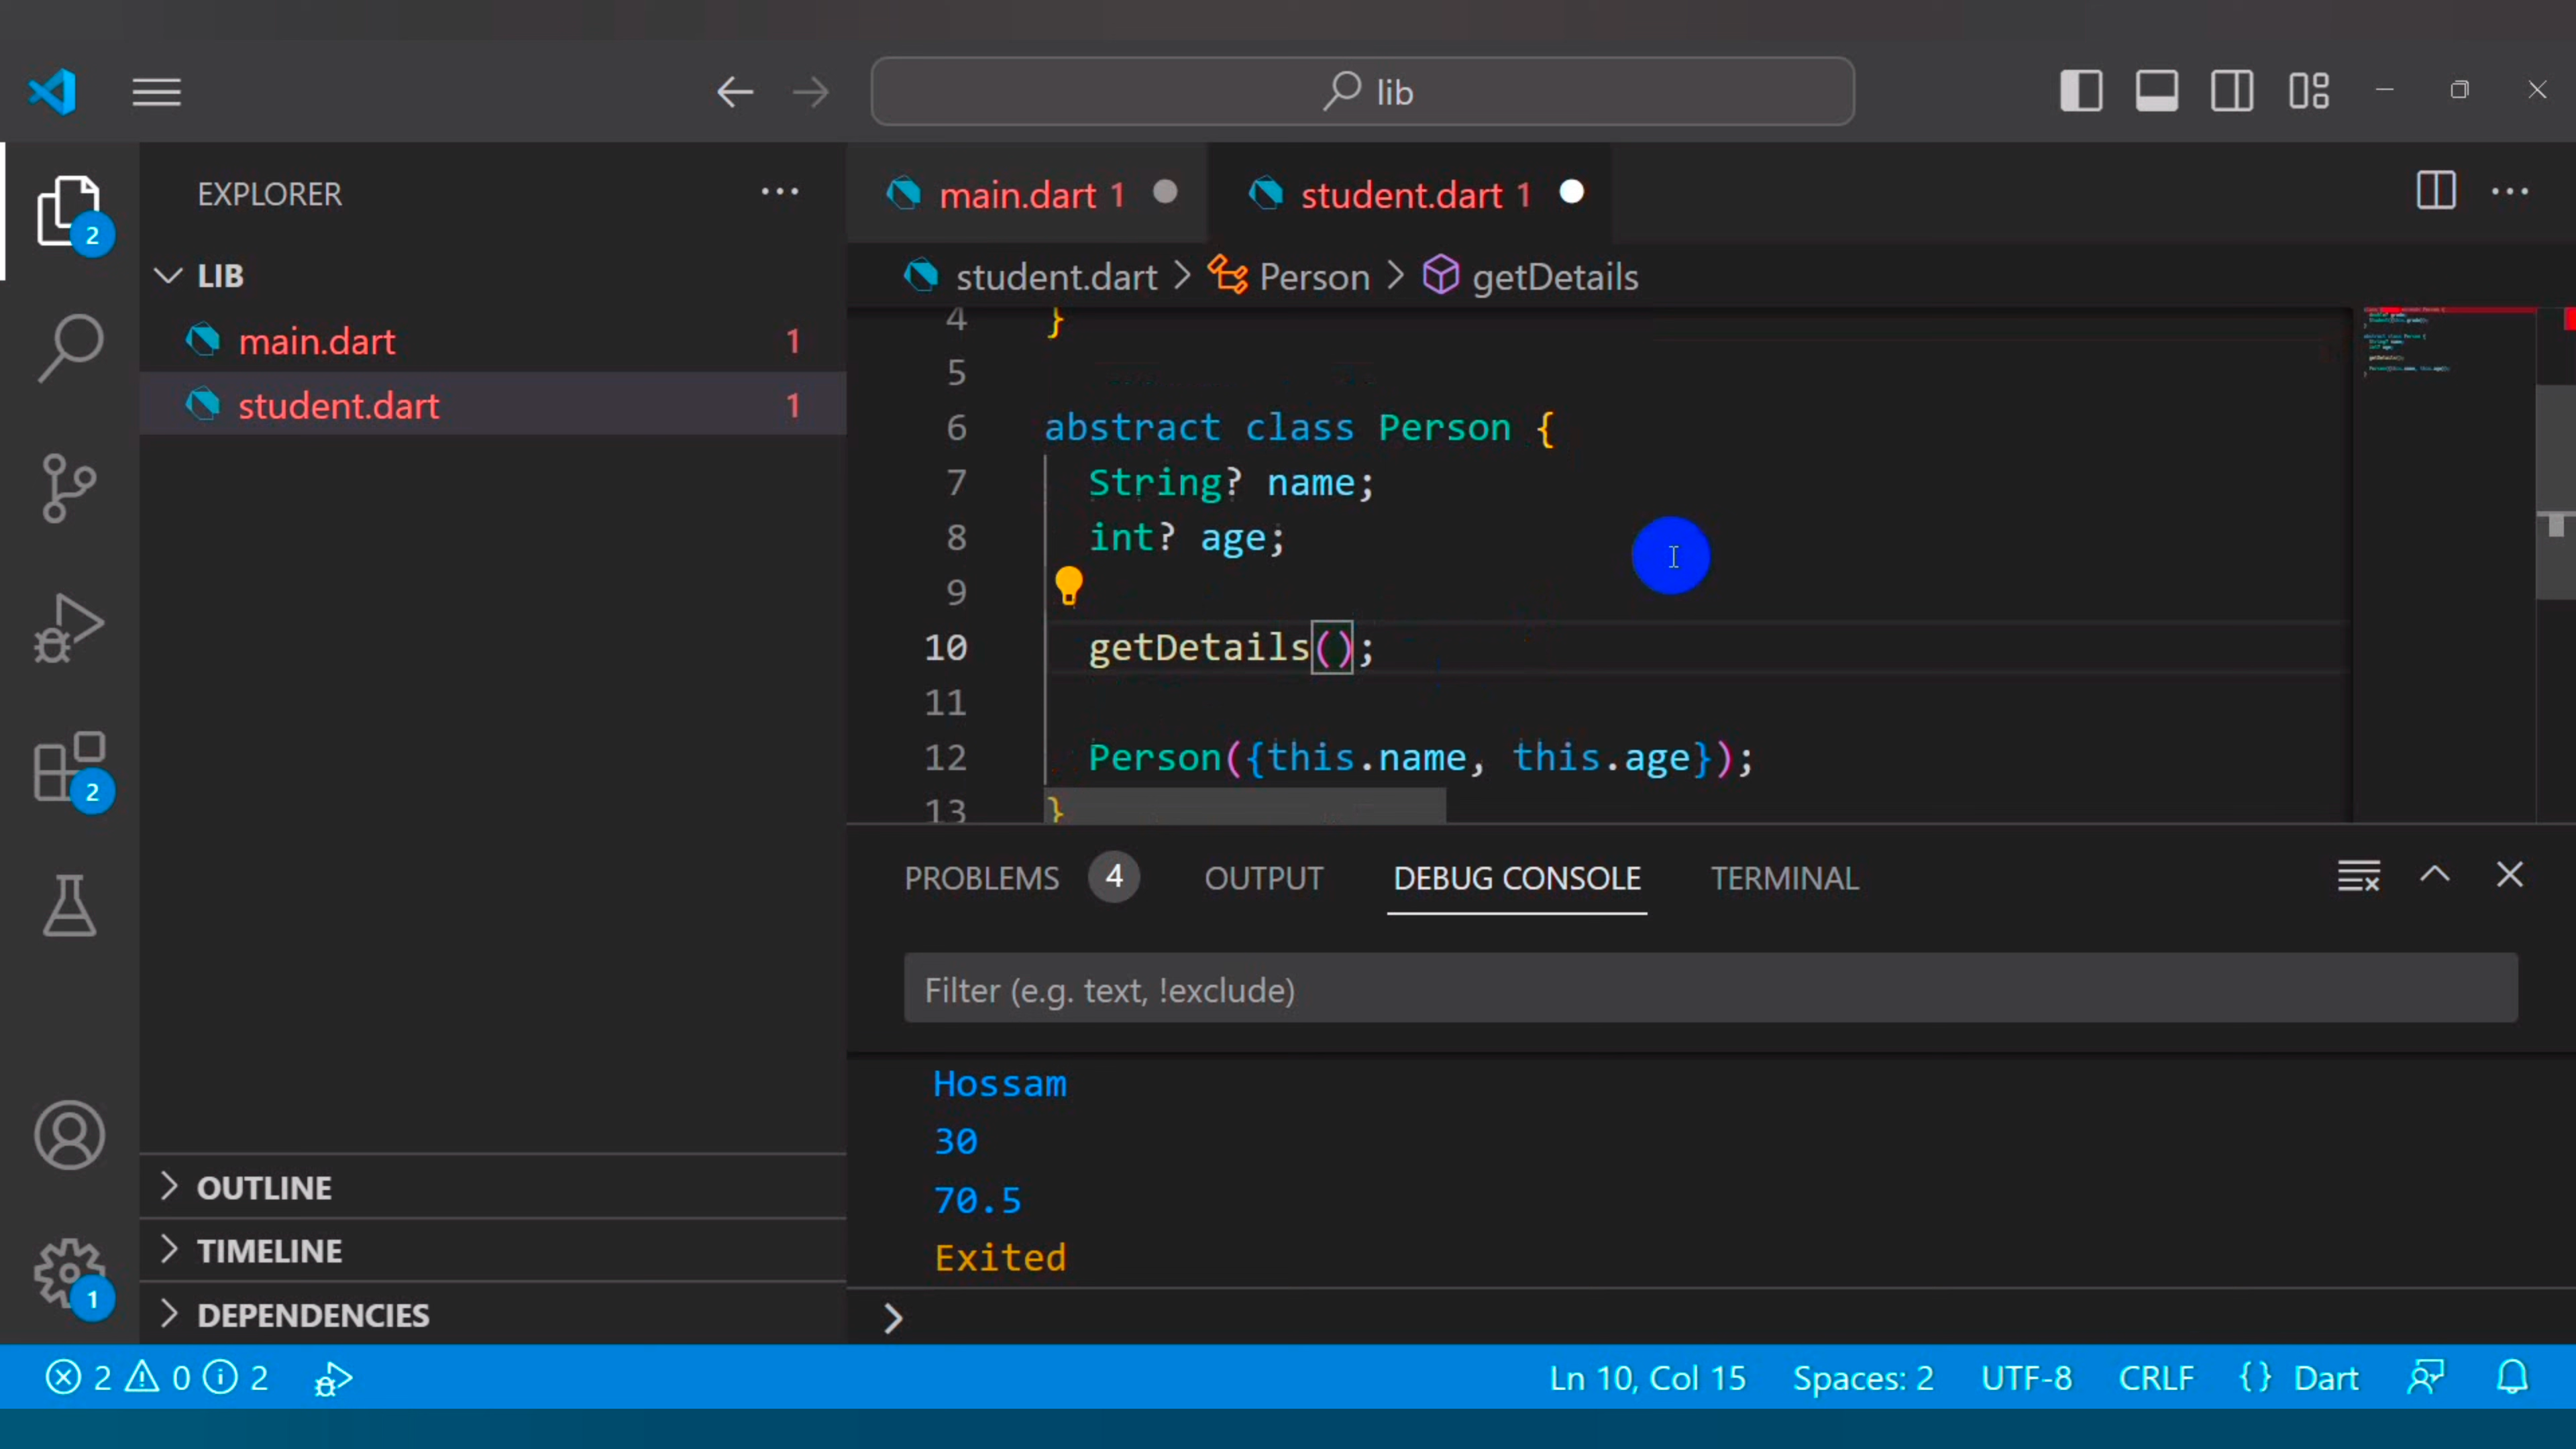 lib
2
EXPLORER
LIB
main.dart 1
student.dart 1
2
OUTLINE
TIMELINE
1
DEPENDENCIES
main.dart 1
student.dart 1
student.dart > Person > getDetails
4 }
5
6 abstract class Person {
7 String? name;
8 int? age;
9
10 getDetails();
11
12 Person({this.name, this.age});
13 }
PROBLEMS 4 OUTPUT DEBUG CONSOLE TERMINAL
Filter (e.g. text, !exclude)
Hossam
30
70.5
Exited
>
2 0 2 Ln 10, Col 15 Spaces: 2 UTF-8 CRLF {} Dart